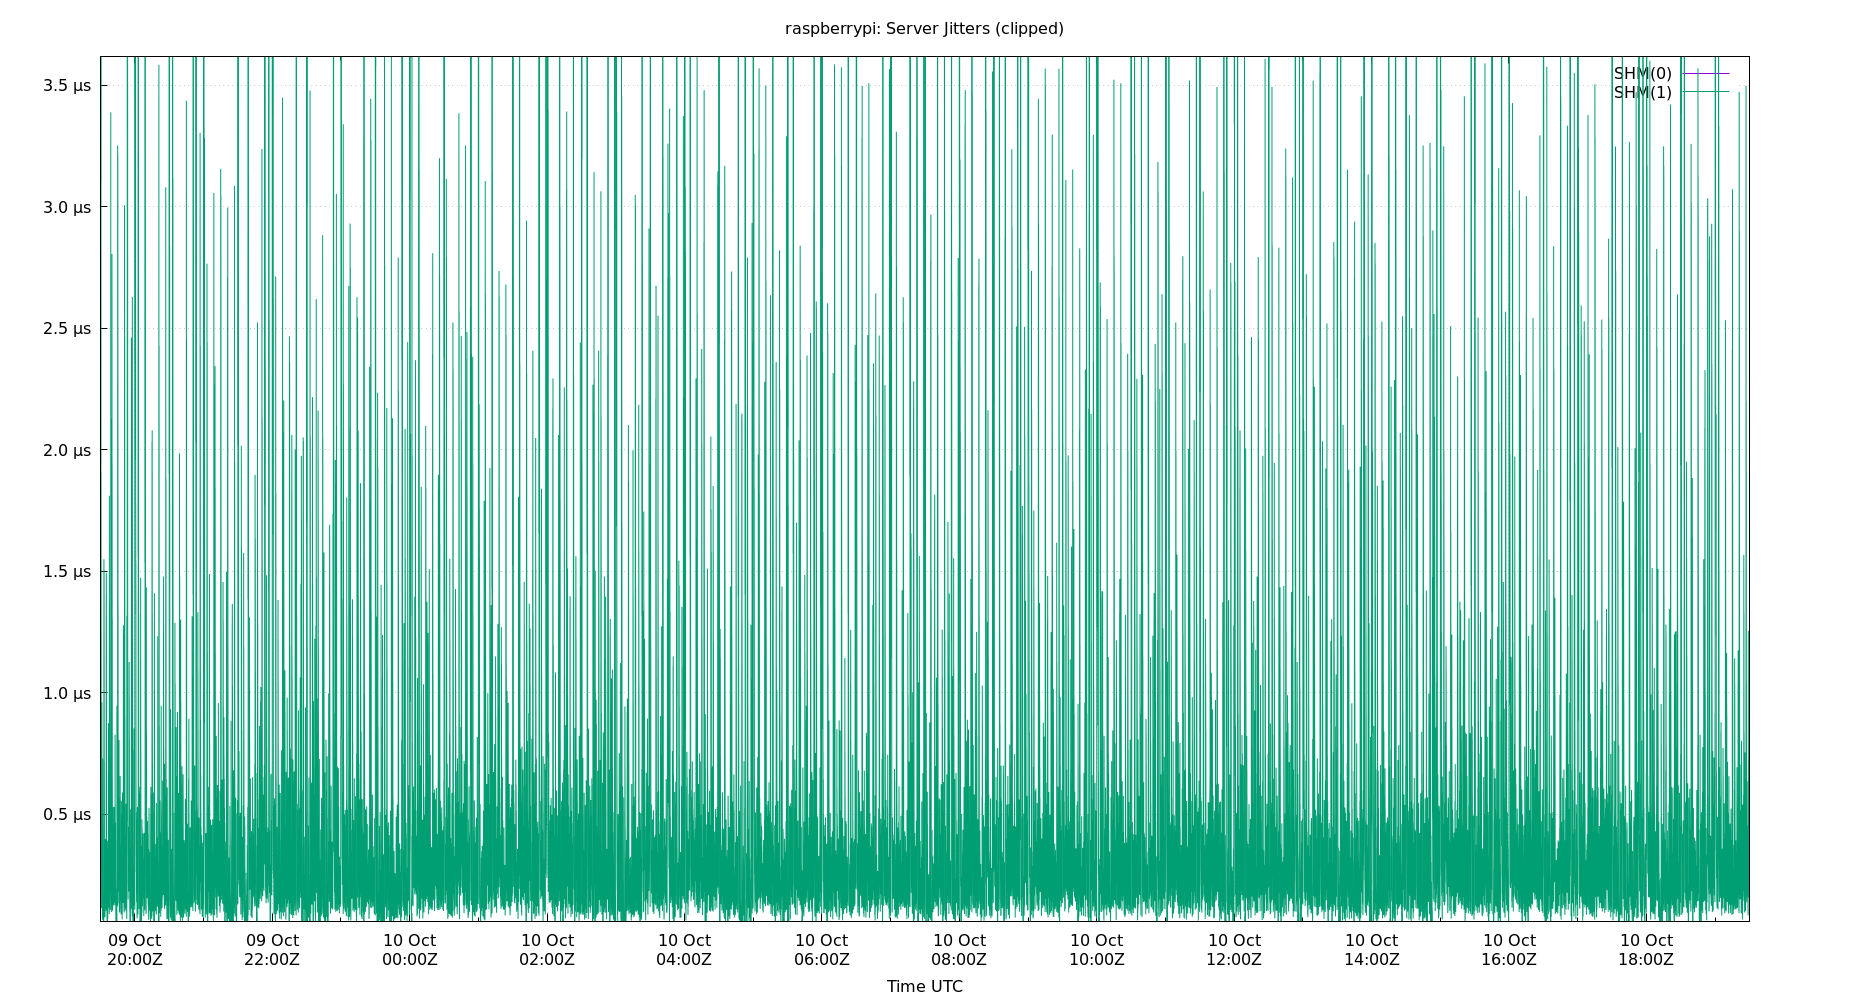 raspberrypi: Server Jitters (clipped)
SHM(0)
SHM(1)
3.5 µs
3.0 µs
2.5 µs
2.0 µs
1.5 µs
1.0 µs
0.5 µs
09 Oct 09 Oct 10 Oct 10 Oct 10 Oct 10 Oct 10 Oct 10 Oct 10 Oct 10 Oct 10 Oct 10 Oct
20:00Z 22:00Z 00:00Z 02:00Z 04:00Z 06:00Z 08:00Z 10:00Z 12:00Z 14:00Z 16:00Z 18:00Z
Time UTC